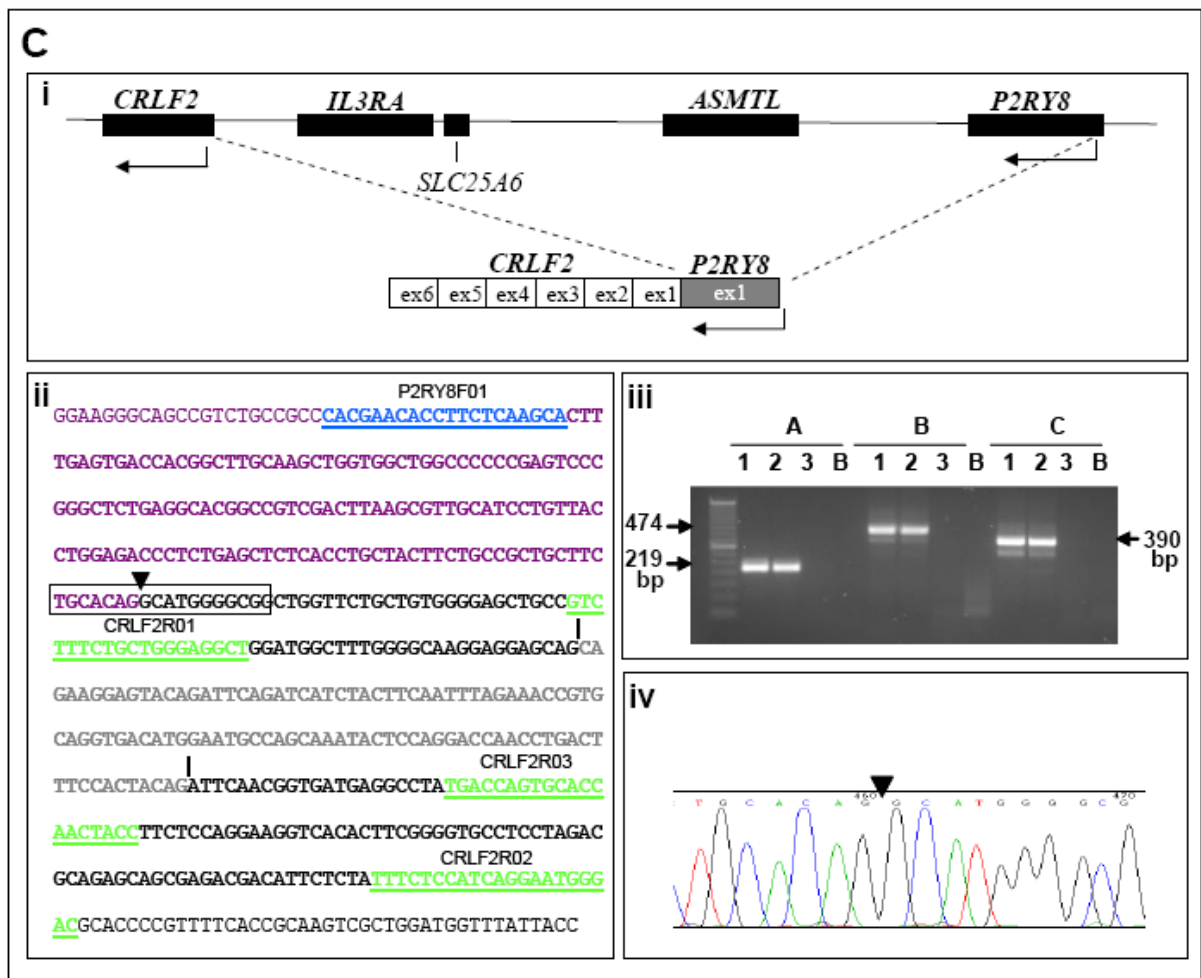 C
i
CRLF2 IL3RA ASMTL P2RY8
SLC25A6
CRLF2 P2RY8
ex6 ex5 ex4 ex3 ex2 ex1 ex1
ii
P2RY8F01
GGAAGGGCAGCCGTCTGCCGCCCACGAACACCTTCTCAAGCACTT
TGAGTGACCACGGCTTGCAAGCTGGTGGCTGGCCCCCCGAGTCCC
GGGCTCTGAGGCACGGCCGTCGACTTAAGCGTTGCATCCTGTTAC
CTGGAGACCCTCTGAGCTCTCACCTGCTACTTCTGCCGCTGCTTC
TGCACAGGCATGGGGCGGCTGGTTCTGCTGTGGGGAGCTGCCGTC
CRLF2R01
TTTCTGCTGGGAGGCTGGATGGCTTTGGGGCAAGGAGGAGCAGCA
GAAGGAGTACAGATTCAGATCATCTACTTCAATTTAGAAACCGTG
CAGGTGACATGGAATGCCAGCAAATACTCCAGGACCAACCTGACT
CRLF2R03
TTCCACTACAGATTCAACGGTGATGAGGCCTATGACCAGTGCACC
AACTACCTTCTCCAGGAAGGTCACACTTCGGGGTGCCTCCTAGAC
CRLF2R02
GCAGAGCAGCGAGACGACATTCTCTATTTCTCCATCAGGAATGGG
ACGCACCCCGTTTTCACCGCAAGTCGCTGGATGGTTTATTACC
iii
A B C
1 2 3 B 1 2 3 B 1 2 3 B
474
219
bp
390
bp
iv
460 420
T G C A C A G G C A T G G G G C G